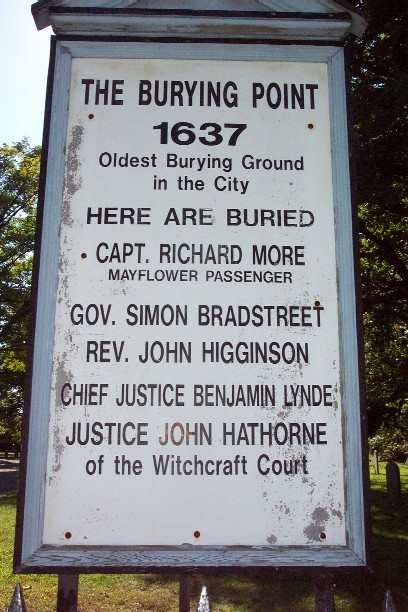 THE BURYING POINT
1637
Oldest Burying Ground
in the City
HERE ARE BURIED
CAPT. RICHARD MORE
MAYFLOWER PASSENGER
GOV. SIMON BRADSTREET
REV. JOHN HIGGINSON
CHIEF JUSTICE BENJAMIN LYNDE
JUSTICE JOHN HATHORNE
of the Witchcraft Court